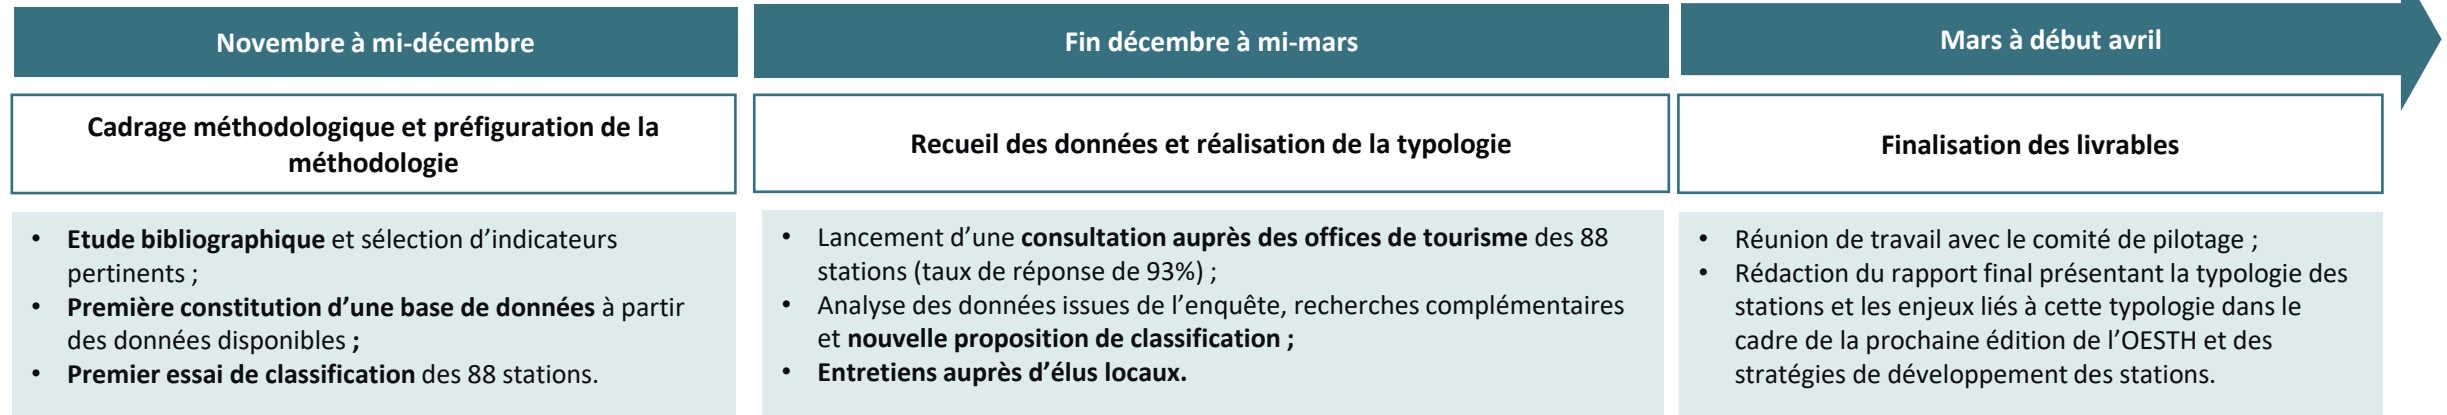 Novembre à mi-décembre
Cadrage méthodologique et préfiguration de la
méthodologie
• Etude bibliographique et sélection d’indicateurs
pertinents ;
• Première constitution d’une base de données à partir
des données disponibles ;
• Premier essai de classification des 88 stations.
Fin décembre à mi-mars
Recueil des données et réalisation de la typologie
• Lancement d’une consultation auprès des offices de tourisme des 88
stations (taux de réponse de 93%) ;
• Analyse des données issues de l’enquête, recherches complémentaires
et nouvelle proposition de classification ;
• Entretiens auprès d’élus locaux.
Mars à début avril
Finalisation des livrables
• Réunion de travail avec le comité de pilotage ;
• Rédaction du rapport final présentant la typologie des
stations et les enjeux liés à cette typologie dans le
cadre de la prochaine édition de l’OESTH et des
stratégies de développement des stations.